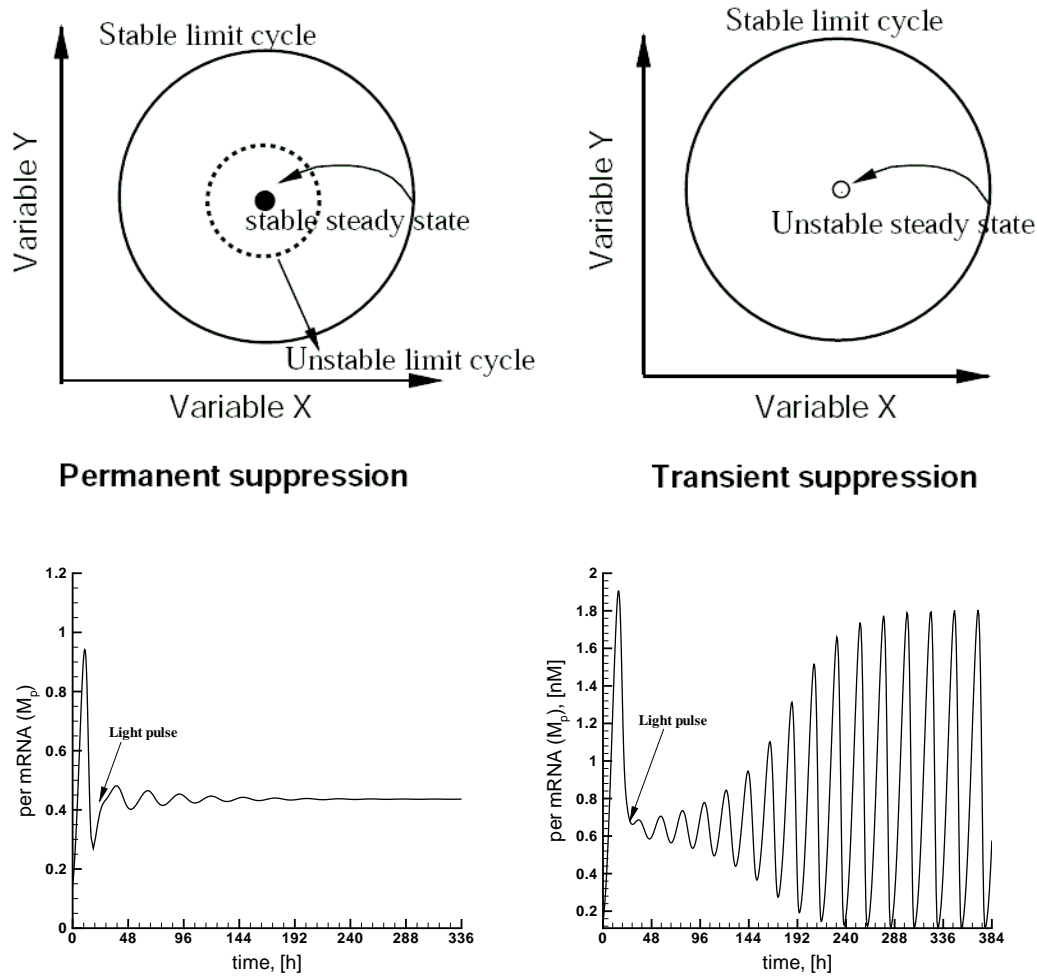 Stable limit cycle
Variable Y
stable steady state
Unstable limit cycle
Variable X
Stable limit cycle
Variable Y
Unstable steady state
Variable X
Permanent suppression
Transient suppression
1.2
1
0.8
0.6
0.4
0.2
0
per mRNA (Mp)
Light pulse
0 48 96 144 192 240 288 336
time, [h]
2
1.8
1.6
1.4
1.2
1
0.8
0.6
0.4
0.2
per mRNA (Mp), [nM]
Light pulse
0 48 96 144 192 240 288 336 384
time, [h]